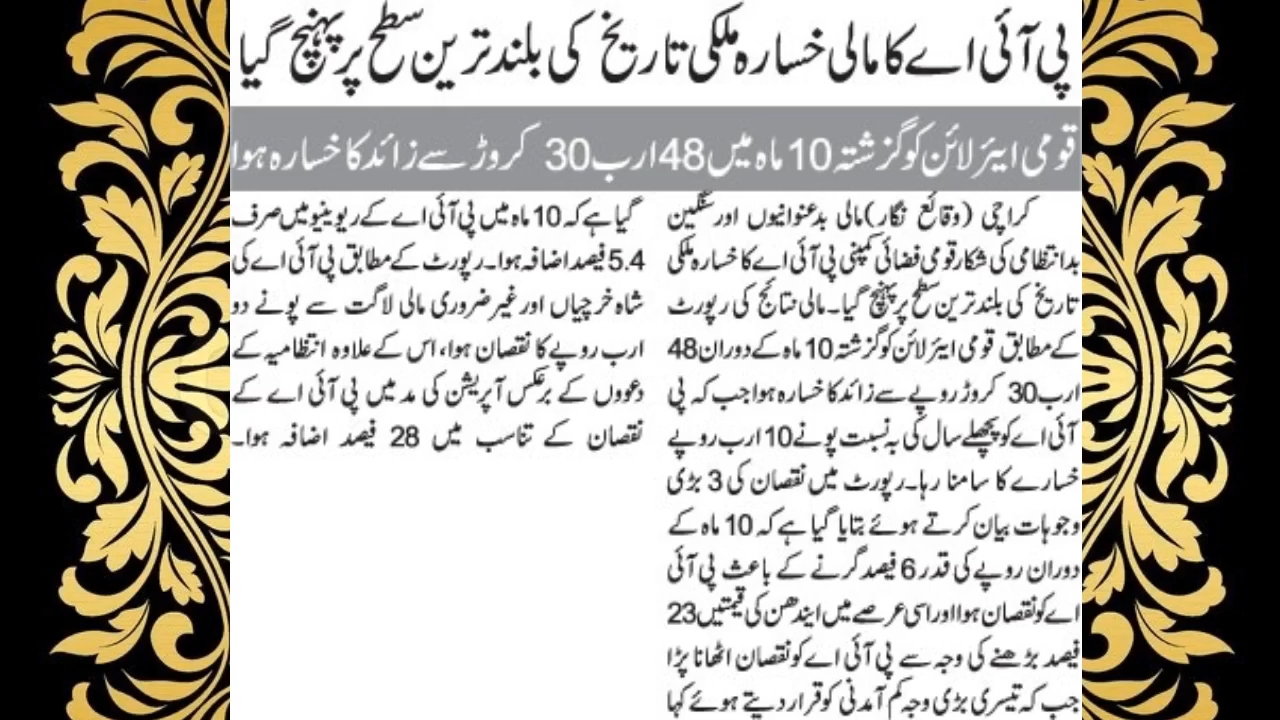 پی آئی اے کا مالی خسارہ ملکی تاریخ کی بلند ترین سطح پر پہنچ گیا
قومی ایئر لائن کو گزشتہ 10 ماہ میں 48 ارب 30 کروڑ سے زائد کا خسارہ ہوا
کراچی (وقائع نگار) مالی بدعنوانیوں اور سنگین
بدانتظامی کی شکار قومی فضائی کمپنی پی آئی اے کا خسارہ ملکی
تاریخ کی بلند ترین سطح پر پہنچ گیا۔ مالی نتائج کی رپورٹ
کے مطابق قومی ایئر لائن کو گزشتہ 10 ماہ کے دوران 48
ارب 30 کروڑ روپے سے زائد کا خسارہ ہوا جب کہ پی
آئی اے کو پچھلے سال کی بہ نسبت پونے 10 ارب روپے
خسارے کا سامنا رہا۔ رپورٹ میں نقصان کی 3 بڑی
وجوہات بیان کرتے ہوئے بتایا گیا ہے کہ 10 ماہ کے
دوران روپے کی قدر 6 فیصد گرنے کے باعث پی آئی
اے کو نقصان ہوا اور اسی عرصے میں ایندھن کی قیمتیں 23
فیصد بڑھنے کی وجہ سے پی آئی اے کو نقصان اٹھانا پڑا
جب کہ تیسری بڑی وجہ کم آمدنی کو قرار دیتے ہوئے کہا
گیا ہے کہ 10 ماہ میں پی آئی اے کے ریوینیو میں صرف
5.4 فیصد اضافہ ہوا۔ رپورٹ کے مطابق پی آئی اے کی
شاہ خرچیاں اور غیر ضروری مالی لاگت سے پونے دو
ارب روپے کا نقصان ہوا، اس کے علاوہ انتظامیہ کے
دعووں کے برعکس آپریشن کی مد میں پی آئی اے کے
نقصان کے تناسب میں 28 فیصد اضافہ ہوا۔